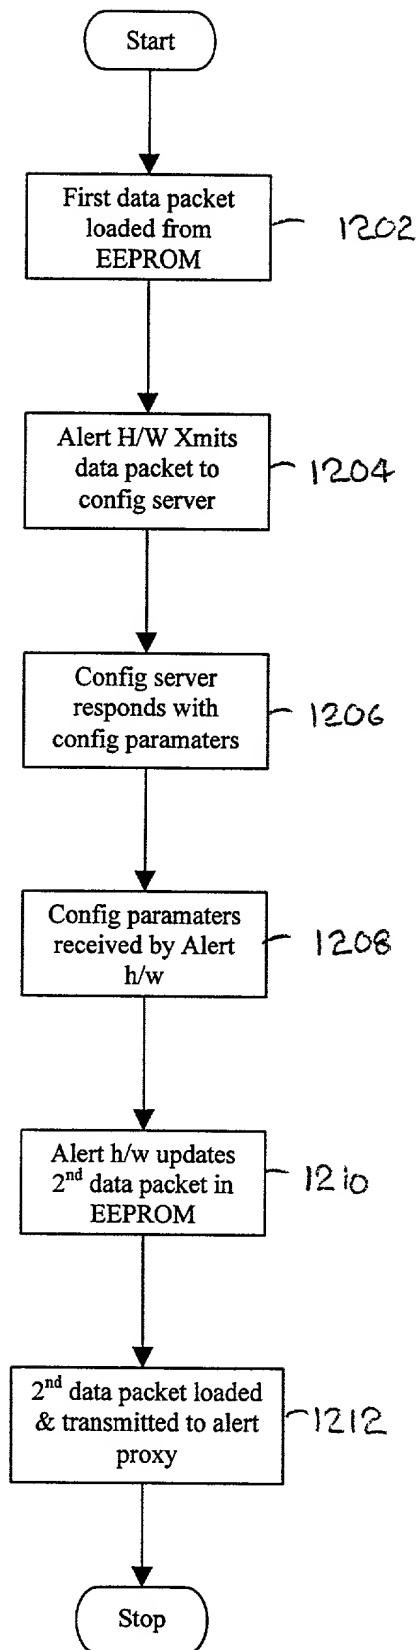 Start
First data packet
loaded from
EEPROM
1202
Alert H/W Xmits
data packet to
config server
1204
Config server
responds with
config paramaters
1206
Config paramaters
received by Alert
h/w
1208
Alert h/w updates
2nd data packet in
EEPROM
1210
2nd data packet loaded
& transmitted to alert
proxy
1212
Stop